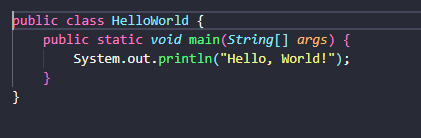 public class HelloWorld {
    public static void main(String[] args) {
        System.out.println("Hello, World!");
    }
}